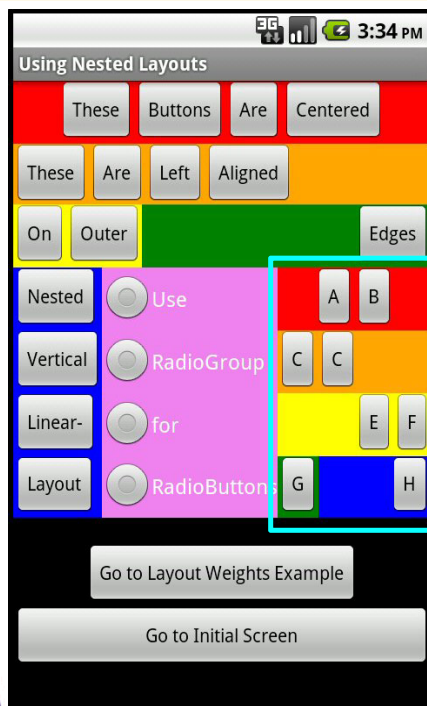 3G 3:34 PM
Using Nested Layouts
These Buttons Are Centered
These Are Left Aligned
On Outer Edges
Nested Use A B
Vertical RadioGroup C C
Linear- for E F
Layout RadioButtons G H
Go to Layout Weights Example
Go to Initial Screen